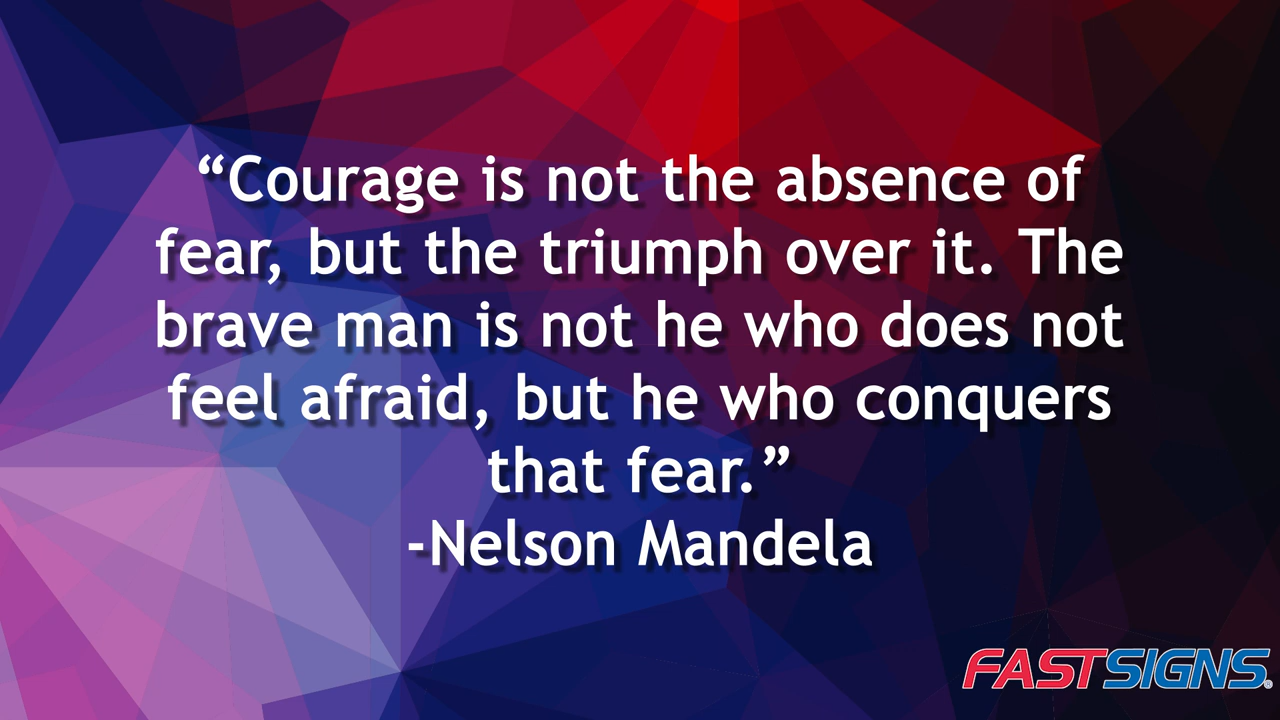 “Courage is not the absence of
fear, but the triumph over it. The
brave man is not he who does not
feel afraid, but he who conquers
that fear.”
-Nelson Mandela
FASTSIGNS®